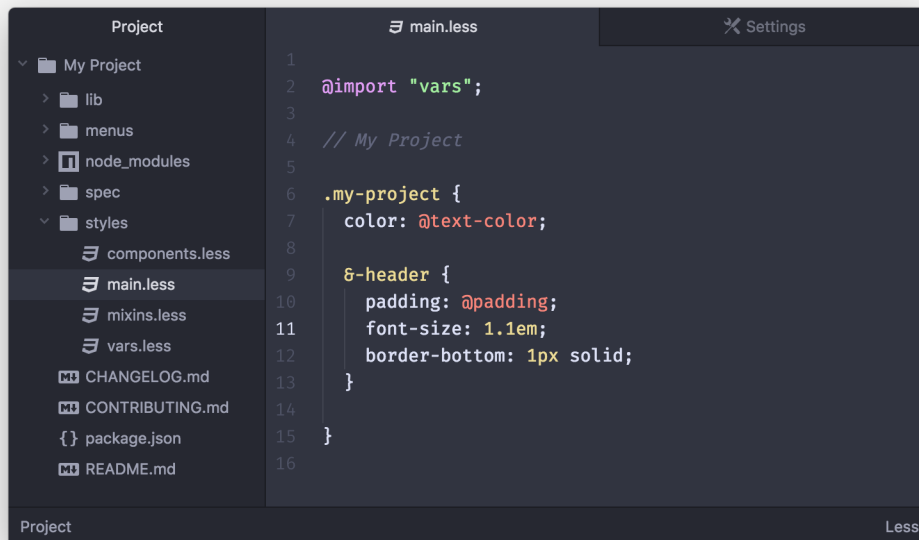 Project
main.less
Settings
My Project
lib
menus
node_modules
spec
styles
components.less
main.less
mixins.less
vars.less
CHANGELOG.md
CONTRIBUTING.md
{} package.json
README.md
1
2 @import "vars";
3
4 // My Project
5
6 .my-project {
7 color: @text-color;
8
9 &-header {
10 padding: @padding;
11 font-size: 1.1em;
12 border-bottom: 1px solid;
13 }
14
15 }
16
Project
Less